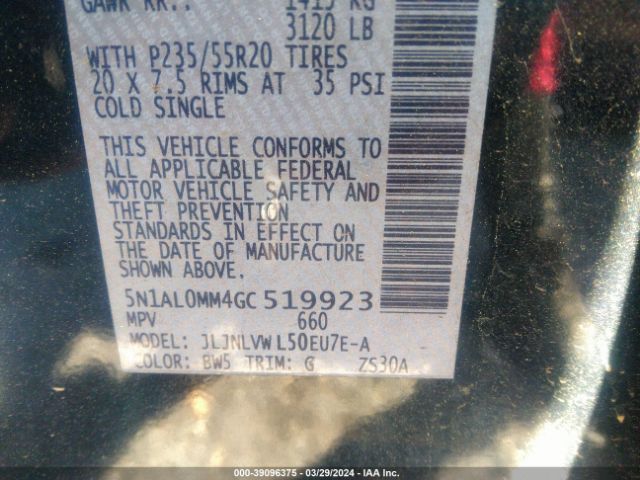 GAWR RR.: 1415 KG
3120 LB
WITH P235/55R20 TIRES
20 X 7.5 RIMS AT 35 PSI
COLD SINGLE
THIS VEHICLE CONFORMS TO
ALL APPLICABLE FEDERAL
MOTOR VEHICLE SAFETY AND
THEFT PREVENTION
STANDARDS IN EFFECT ON
THE DATE OF MANUFACTURE
SHOWN ABOVE.
5N1AL0MM4GC519923
MPV 660
MODEL: JLJNLVWL50EU7E-A
COLOR: BW5 TRIM: G ZS30A
000-39096375 | 03/29/2024 | IAA Inc.